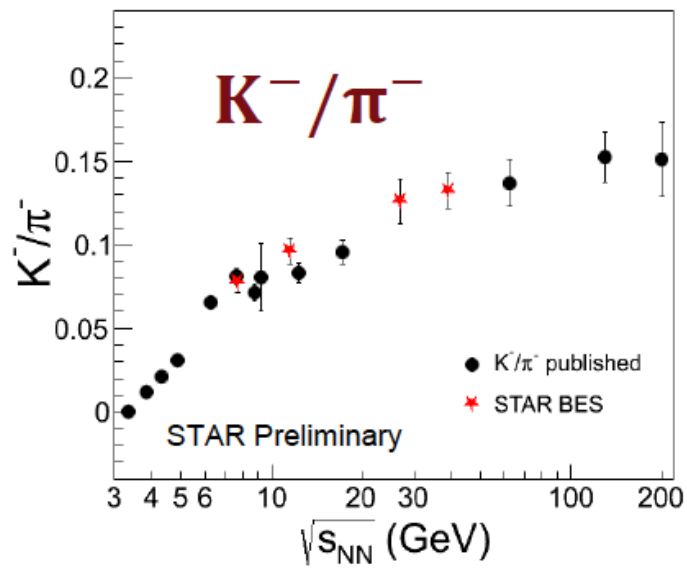 K⁻/π⁻
0.2
0.15
0.1
0.05
0
K⁻/π⁻
K⁻/π⁻ published
STAR BES
STAR Preliminary
3 4 5 6 10 20 30 100 200
√s_NN (GeV)